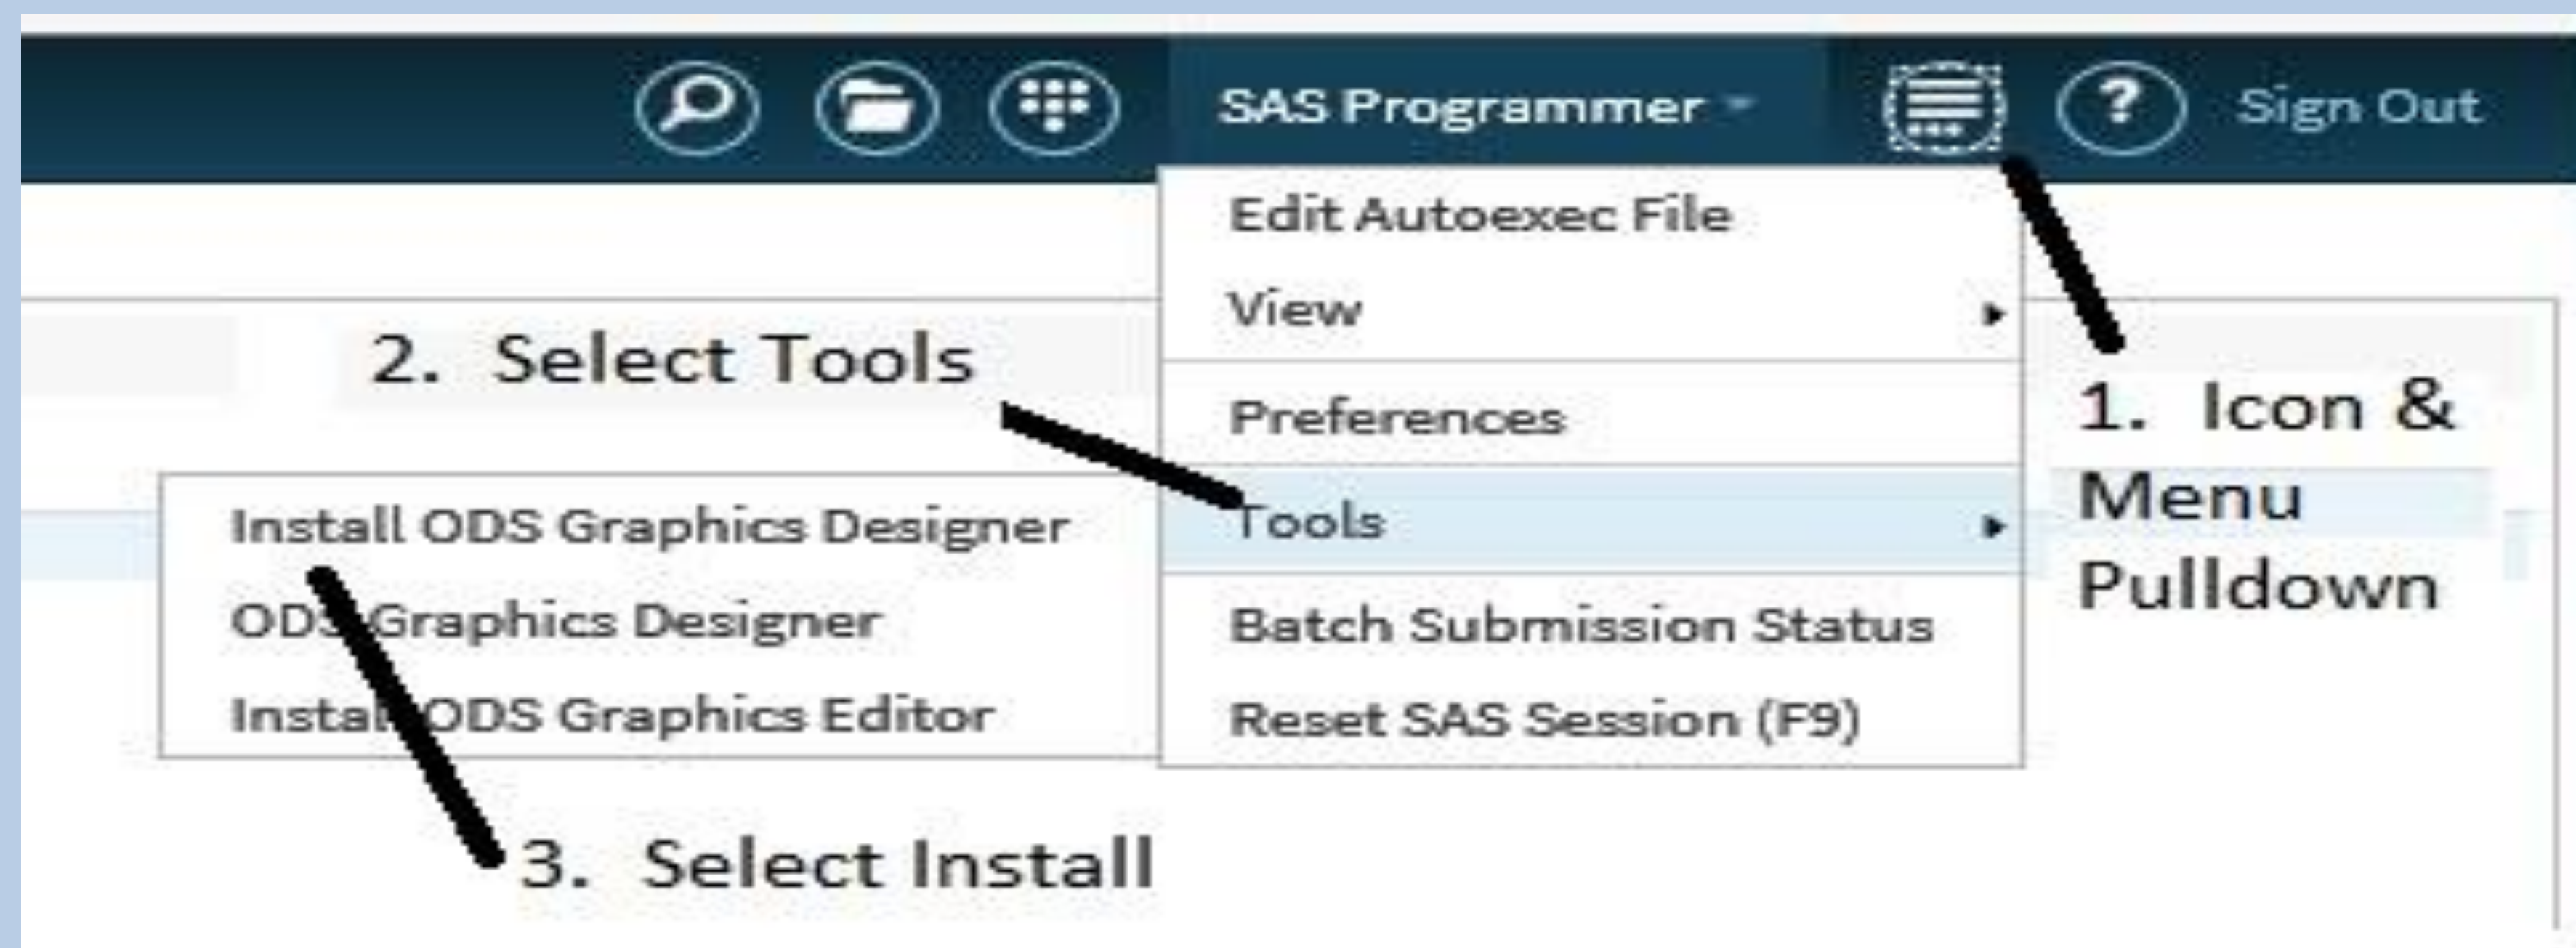 SAS Programmer Sign Out
Edit Autoexec File
View
2. Select Tools
Preferences
1. Icon &
Menu
Pulldown
Tools
Install ODS Graphics Designer
ODS Graphics Designer
Install ODS Graphics Editor
Batch Submission Status
Reset SAS Session (F9)
3. Select Install